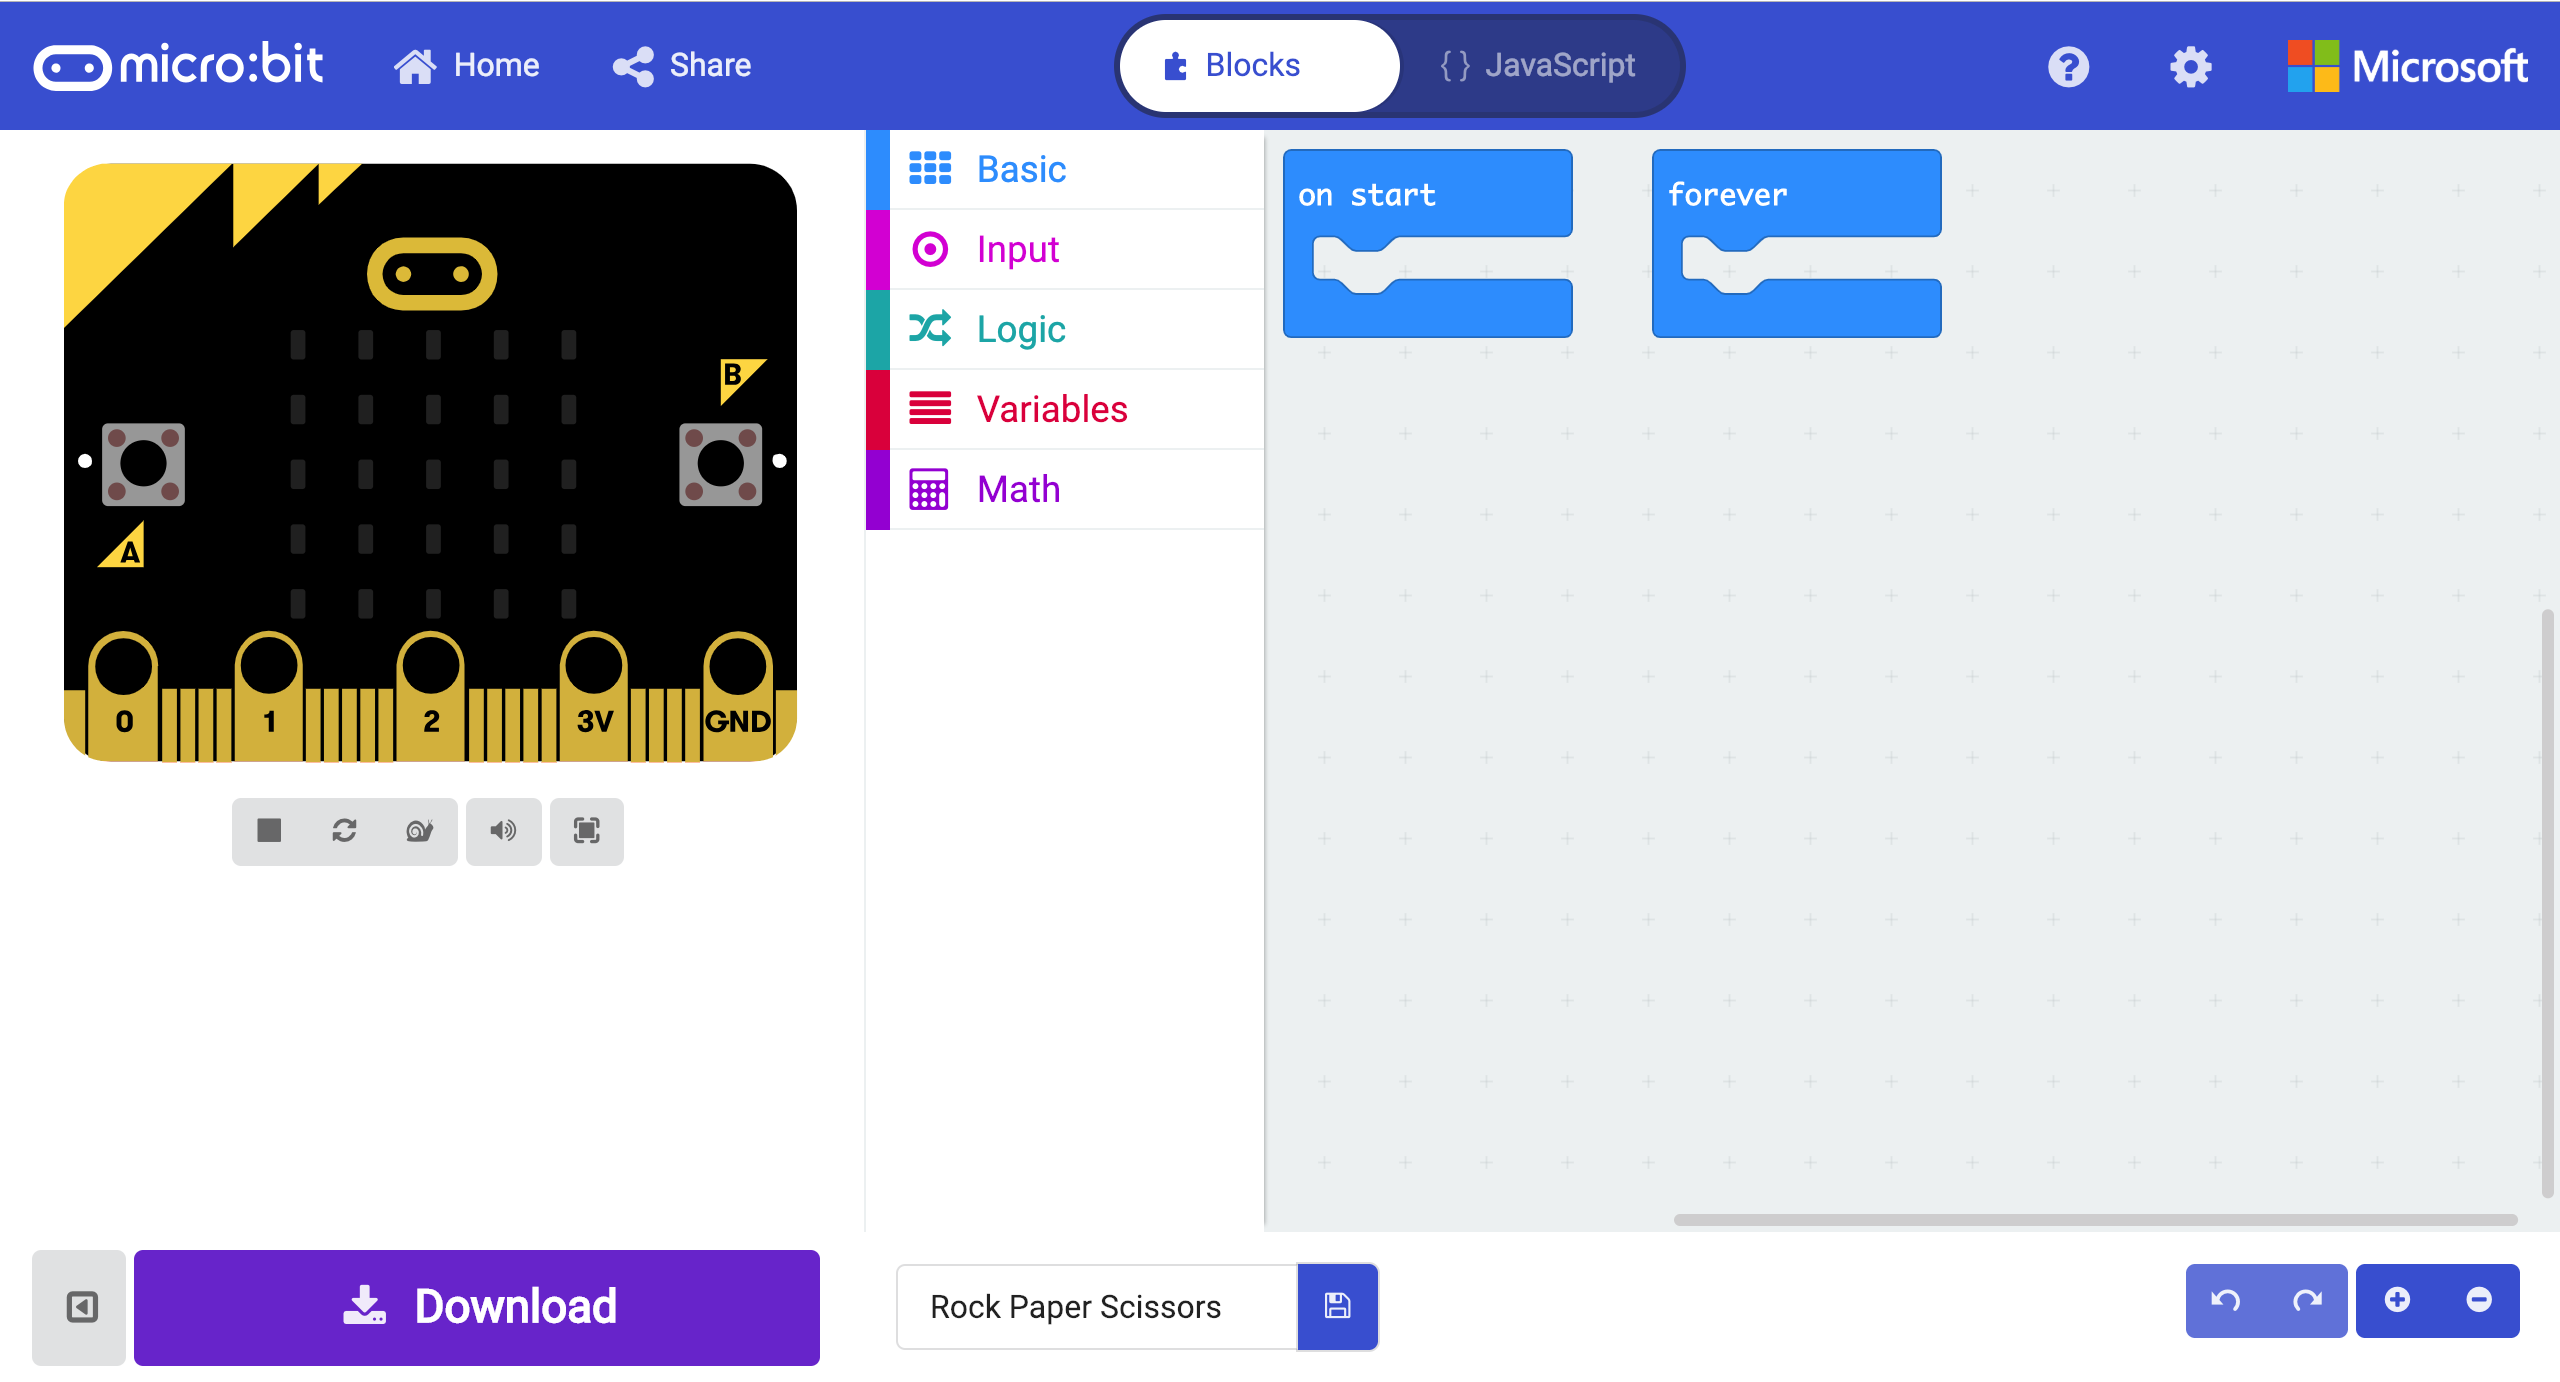 micro:bit
Home
Share
Blocks
{ } JavaScript
?
Microsoft
B
A
0 1 2 3V GND
Basic
Input
Logic
Variables
Math
on start
forever
Download
Rock Paper Scissors